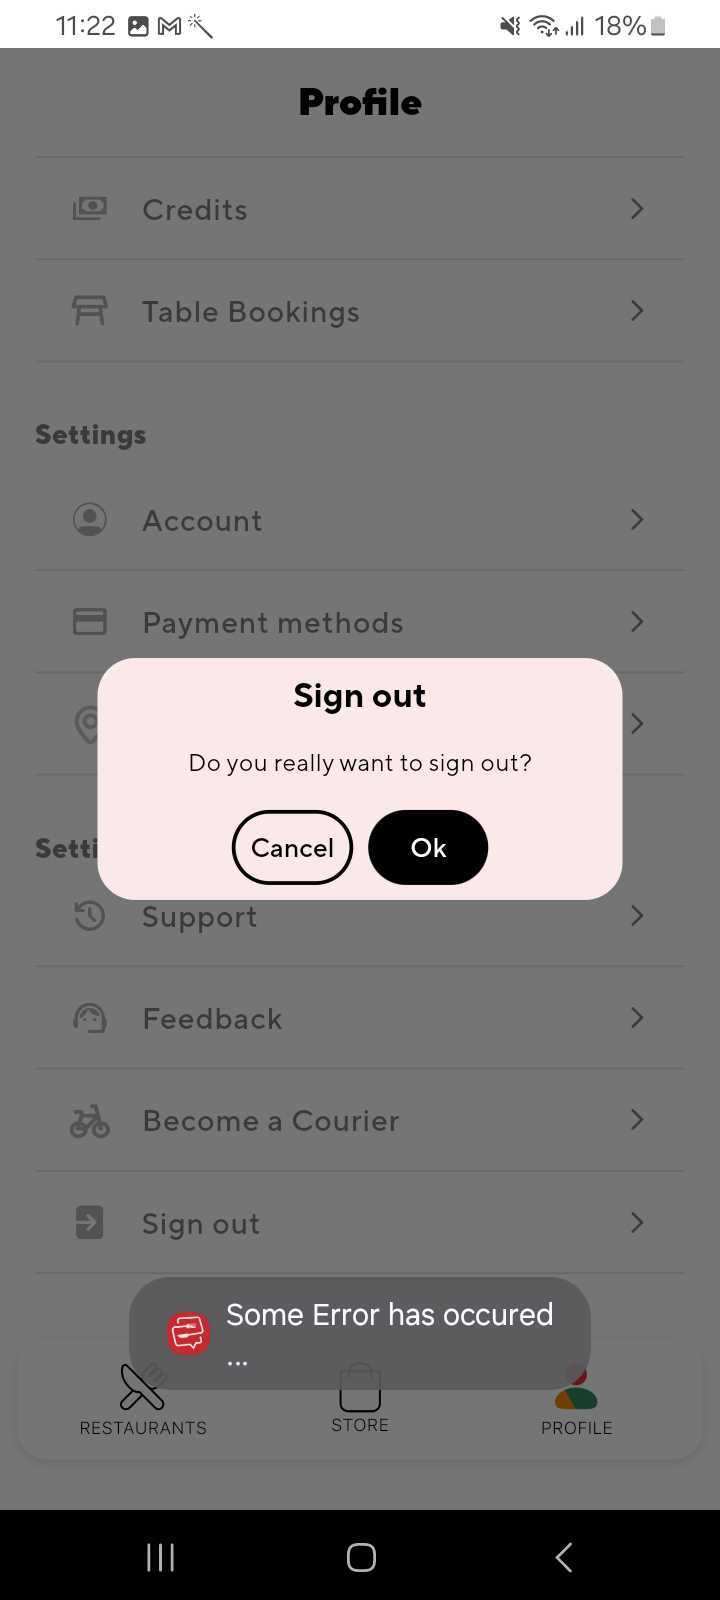 11:22
18%
Profile
Credits
Table Bookings
Settings
Account
Payment methods
Sign out
Do you really want to sign out?
Cancel
Ok
Setti
Support
Feedback
Become a Courier
Sign out
Some Error has occured
...
RESTAURANTS
STORE
PROFILE